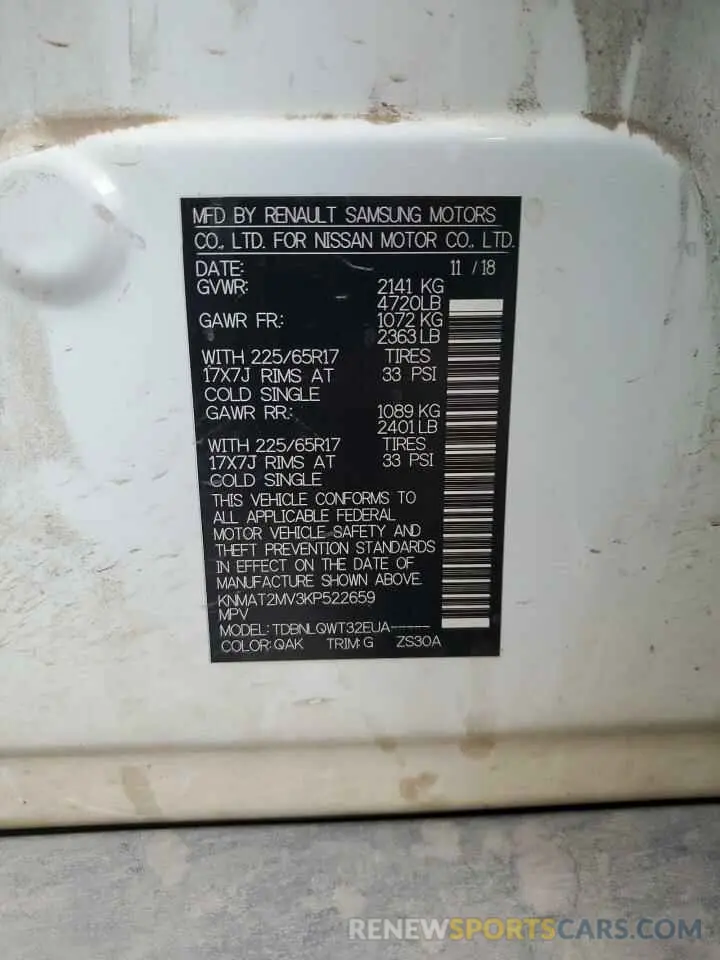 MFD BY RENAULT SAMSUNG MOTORS
CO., LTD. FOR NISSAN MOTOR CO., LTD.
DATE: 11 / 18
GVWR: 2141 KG
4720LB
GAWR FR.: 1072 KG
2363 LB
WITH 225/65R17 TIRES
17X7J RIMS AT 33 PSI
COLD SINGLE
GAWR RR.: 1089 KG
2401 LB
WITH 225/65R17 TIRES
17X7J RIMS AT 33 PSI
COLD SINGLE
THIS VEHICLE CONFORMS TO
ALL APPLICABLE FEDERAL
MOTOR VEHICLE SAFETY AND
THEFT PREVENTION STANDARDS
IN EFFECT ON THE DATE OF
MANUFACTURE SHOWN ABOVE.
KNMAT2MV3KP522659
MPV
MODEL: TDBNLQWT32EUA-----
COLOR: QAK TRIM: G ZS30A
RENEWSPORTSCARS.COM